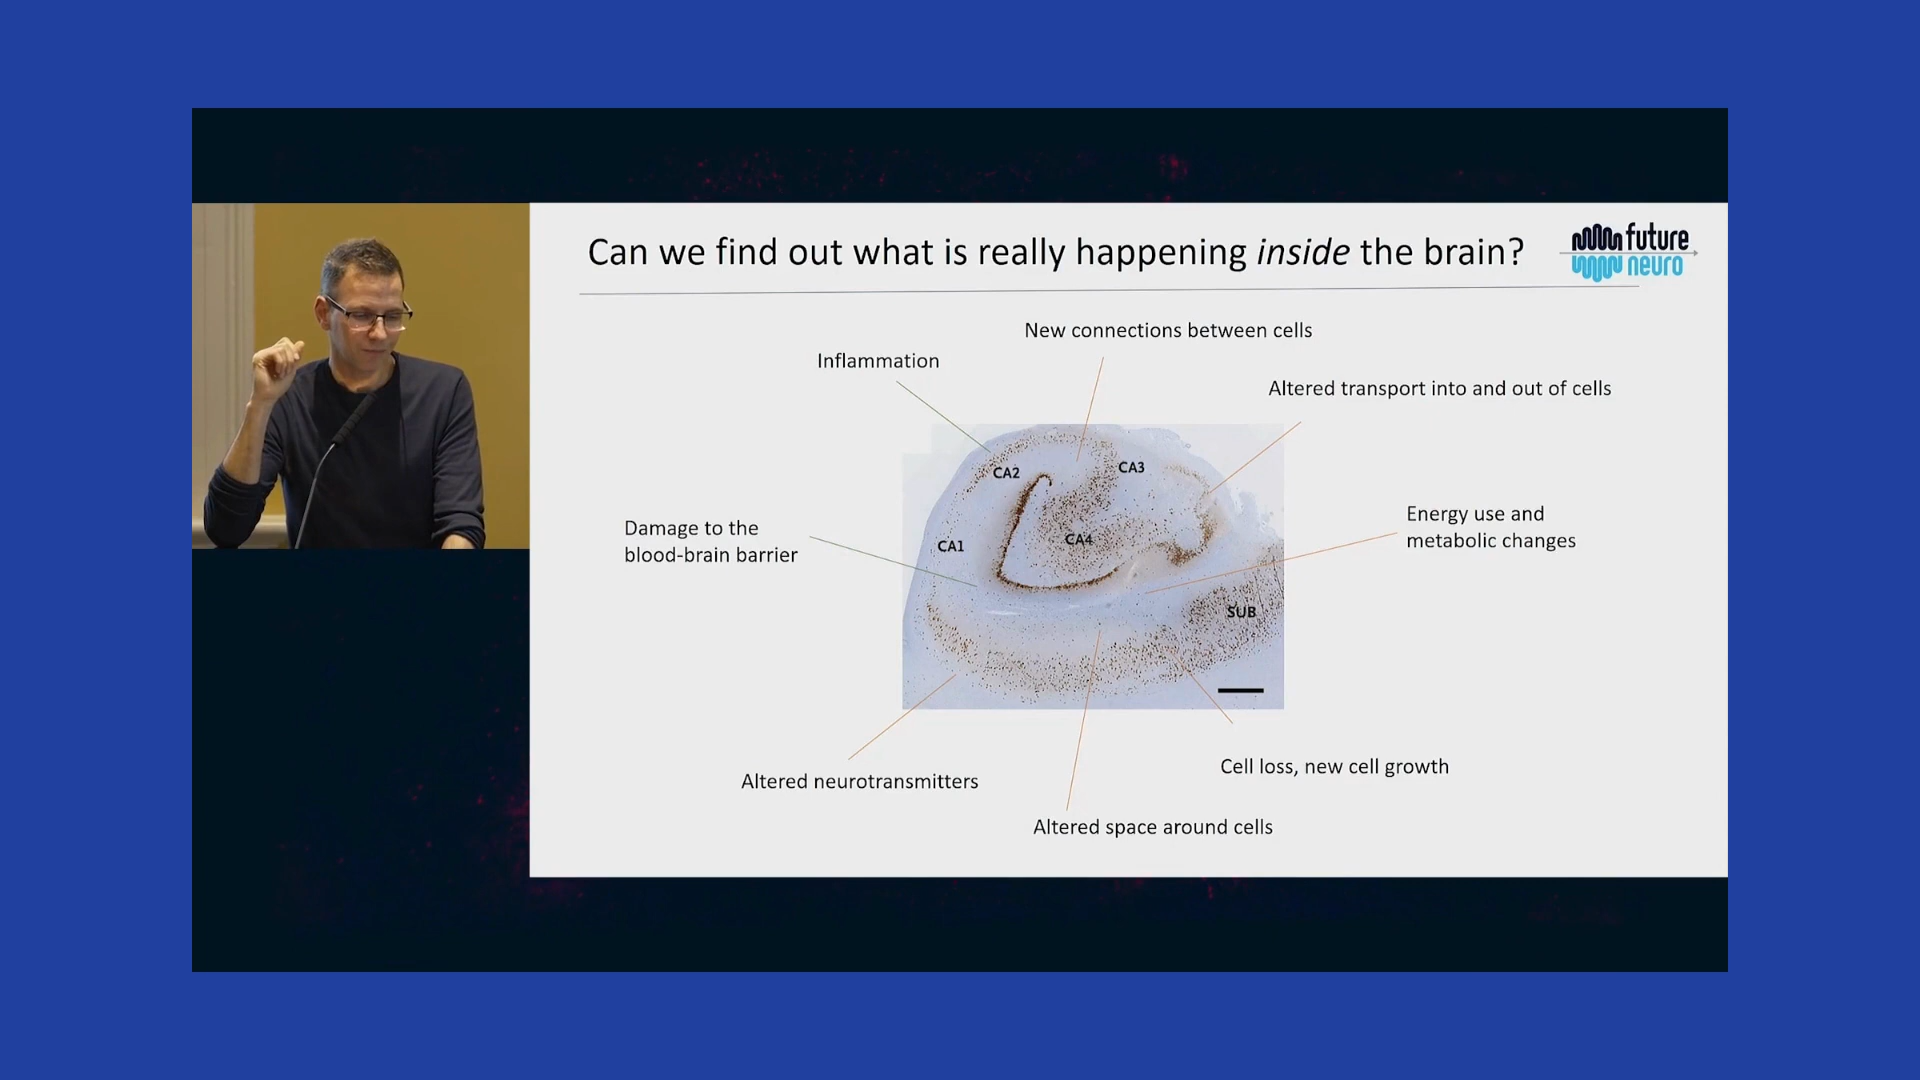 Can we find out what is really happening inside the brain?
future
neuro
New connections between cells
Inflammation
Altered transport into and out of cells
CA2
CA3
Damage to the
blood-brain barrier
CA1
CA4
Energy use and
metabolic changes
SUB
Altered neurotransmitters
Cell loss, new cell growth
Altered space around cells